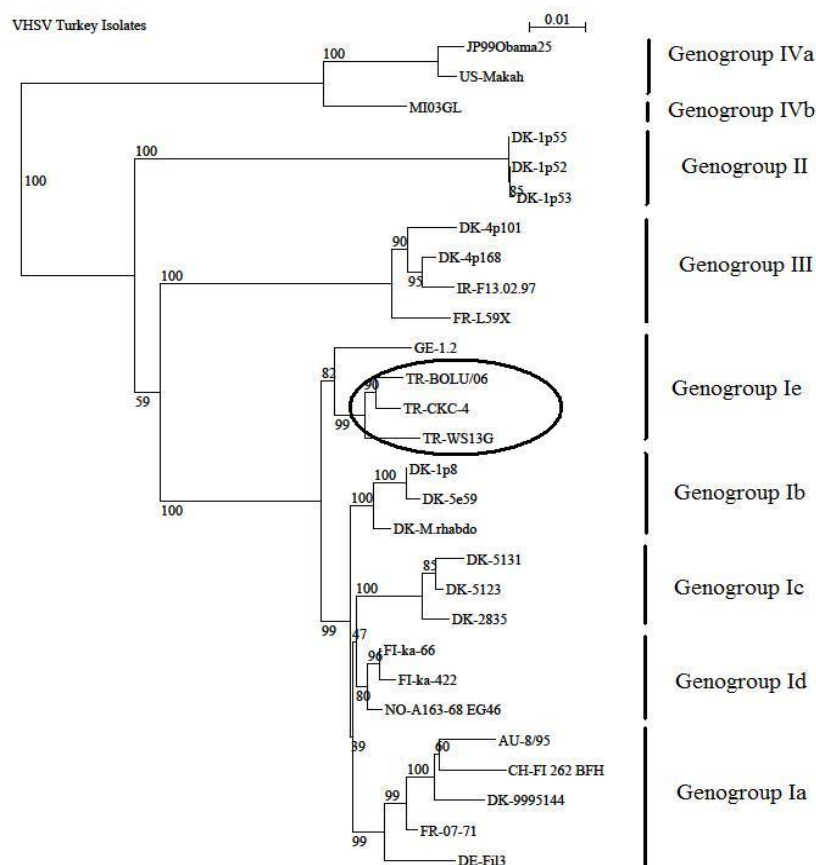 VHSV Turkey Isolates
0.01
100
JP99Obama25
US-Makah
Genogroup IVa
MI03GL
Genogroup IVb
100
100
DK-1p55
DK-1p52
85
DK-1p53
Genogroup II
100
90
DK-4p101
DK-4p168
95
IR-F13.02.97
FR-L59X
Genogroup III
59
82
GE-1.2
90
TR-BOLU/06
TR-CKC-4
99
TR-WS13G
Genogroup Ie
100
100
100
DK-1p8
DK-5e59
DK-M.rhabdo
Genogroup Ib
99
100
85
DK-5131
DK-5123
DK-2835
Genogroup Ic
47
96
FI-ka-66
FI-ka-422
80
NO-A163-68 EG46
Genogroup Id
39
60
AU-8/95
100
CH-FI 262 BFH
99
DK-9995144
FR-07-71
99
DE-Fil3
Genogroup Ia